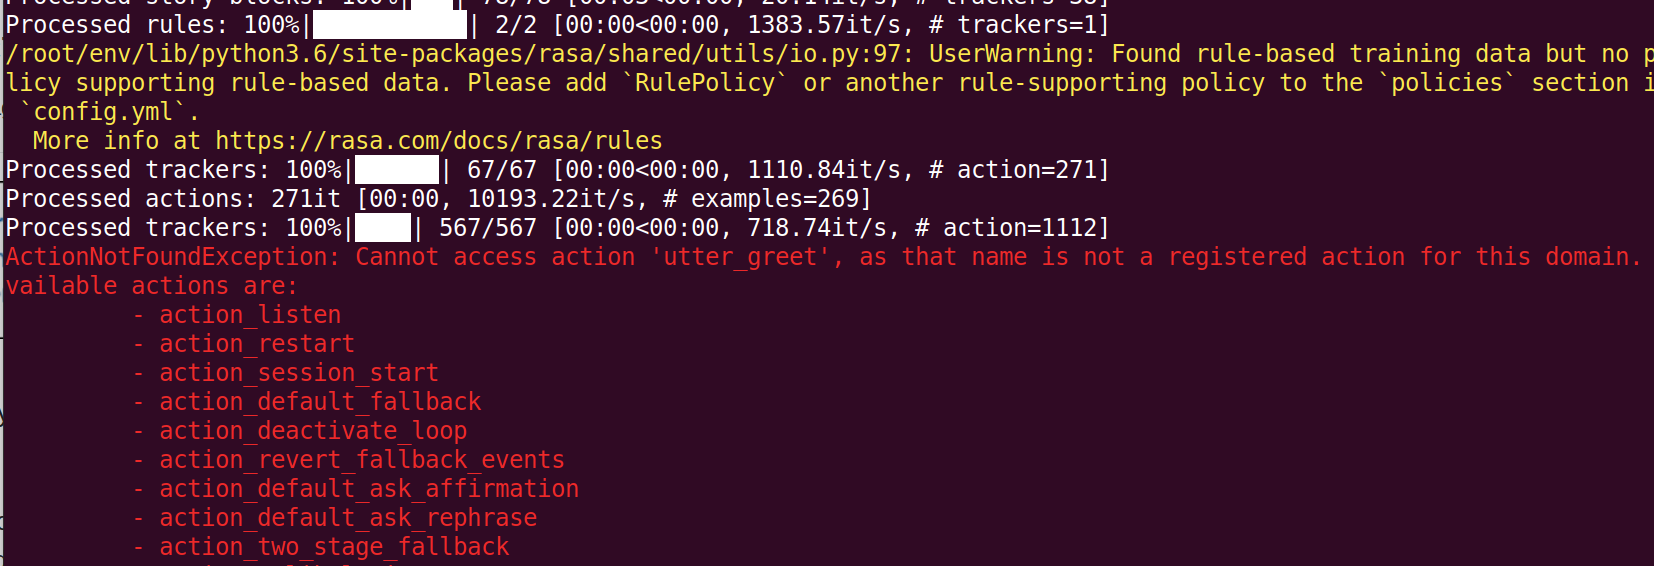 Processed story blocks: 100%| | 78/78 [00:03<00:00, 20.14it/s, # trackers=38]
Processed rules: 100%| | 2/2 [00:00<00:00, 1383.57it/s, # trackers=1]
/root/env/lib/python3.6/site-packages/rasa/shared/utils/io.py:97: UserWarning: Found rule-based training data but no p
licy supporting rule-based data. Please add `RulePolicy` or another rule-supporting policy to the `policies` section i
`config.yml`.
More info at https://rasa.com/docs/rasa/rules
Processed trackers: 100%| | 67/67 [00:00<00:00, 1110.84it/s, # action=271]
Processed actions: 271it [00:00, 10193.22it/s, # examples=269]
Processed trackers: 100%| | 567/567 [00:00<00:00, 718.74it/s, # action=1112]
ActionNotFoundException: Cannot access action 'utter_greet', as that name is not a registered action for this domain.
vailable actions are:
- action_listen
- action_restart
- action_session_start
- action_default_fallback
- action_deactivate_loop
- action_revert_fallback_events
- action_default_ask_affirmation
- action_default_ask_rephrase
- action_two_stage_fallback